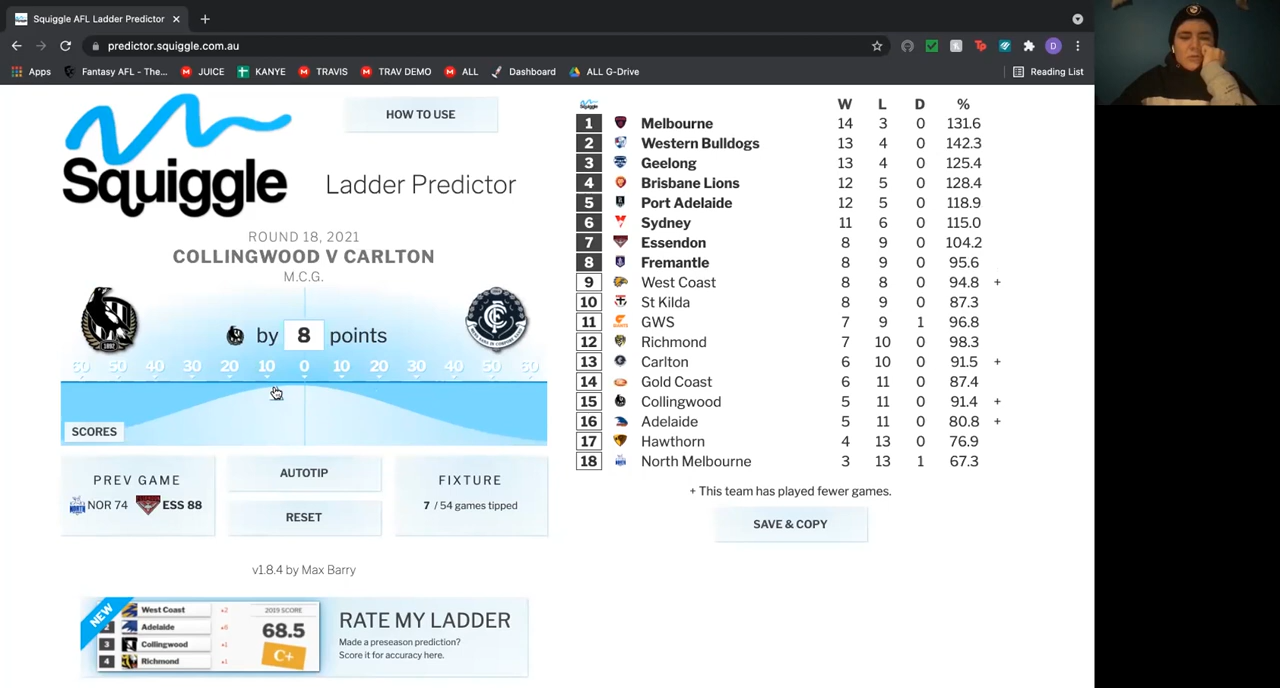 Squiggle AFL Ladder Predictor
predictor.squiggle.com.au
Apps
Fantasy AFL - The...
JUICE
KANYE
TRAVIS
TRAV DEMO
ALL
Dashboard
ALL G-Drive
Reading List
HOW TO USE
Squiggle
Ladder Predictor
ROUND 18, 2021
COLLINGWOOD V CARLTON
M.C.G.
by 8 points
60 50 40 30 20 10 0 10 20 30 40 50 60
SCORES
PREV GAME
NOR 74 ESS 88
AUTOTIP
RESET
FIXTURE
7 / 54 games tipped
v1.8.4 by Max Barry
NEW
West Coast
Adelaide
3 Collingwood
4 Richmond
2019 SCORE
68.5
C+
RATE MY LADDER
Made a preseason prediction?
Score it for accuracy here.
Squiggle W L D %
1 Melbourne 14 3 0 131.6
2 Western Bulldogs 13 4 0 142.3
3 Geelong 13 4 0 125.4
4 Brisbane Lions 12 5 0 128.4
5 Port Adelaide 12 5 0 118.9
6 Sydney 11 6 0 115.0
7 Essendon 8 9 0 104.2
8 Fremantle 8 9 0 95.6
9 West Coast 8 8 0 94.8 +
10 St Kilda 8 9 0 87.3
11 GWS 7 9 1 96.8
12 Richmond 7 10 0 98.3
13 Carlton 6 10 0 91.5 +
14 Gold Coast 6 11 0 87.4
15 Collingwood 5 11 0 91.4 +
16 Adelaide 5 11 0 80.8 +
17 Hawthorn 4 13 0 76.9
18 North Melbourne 3 13 1 67.3
+ This team has played fewer games.
SAVE & COPY